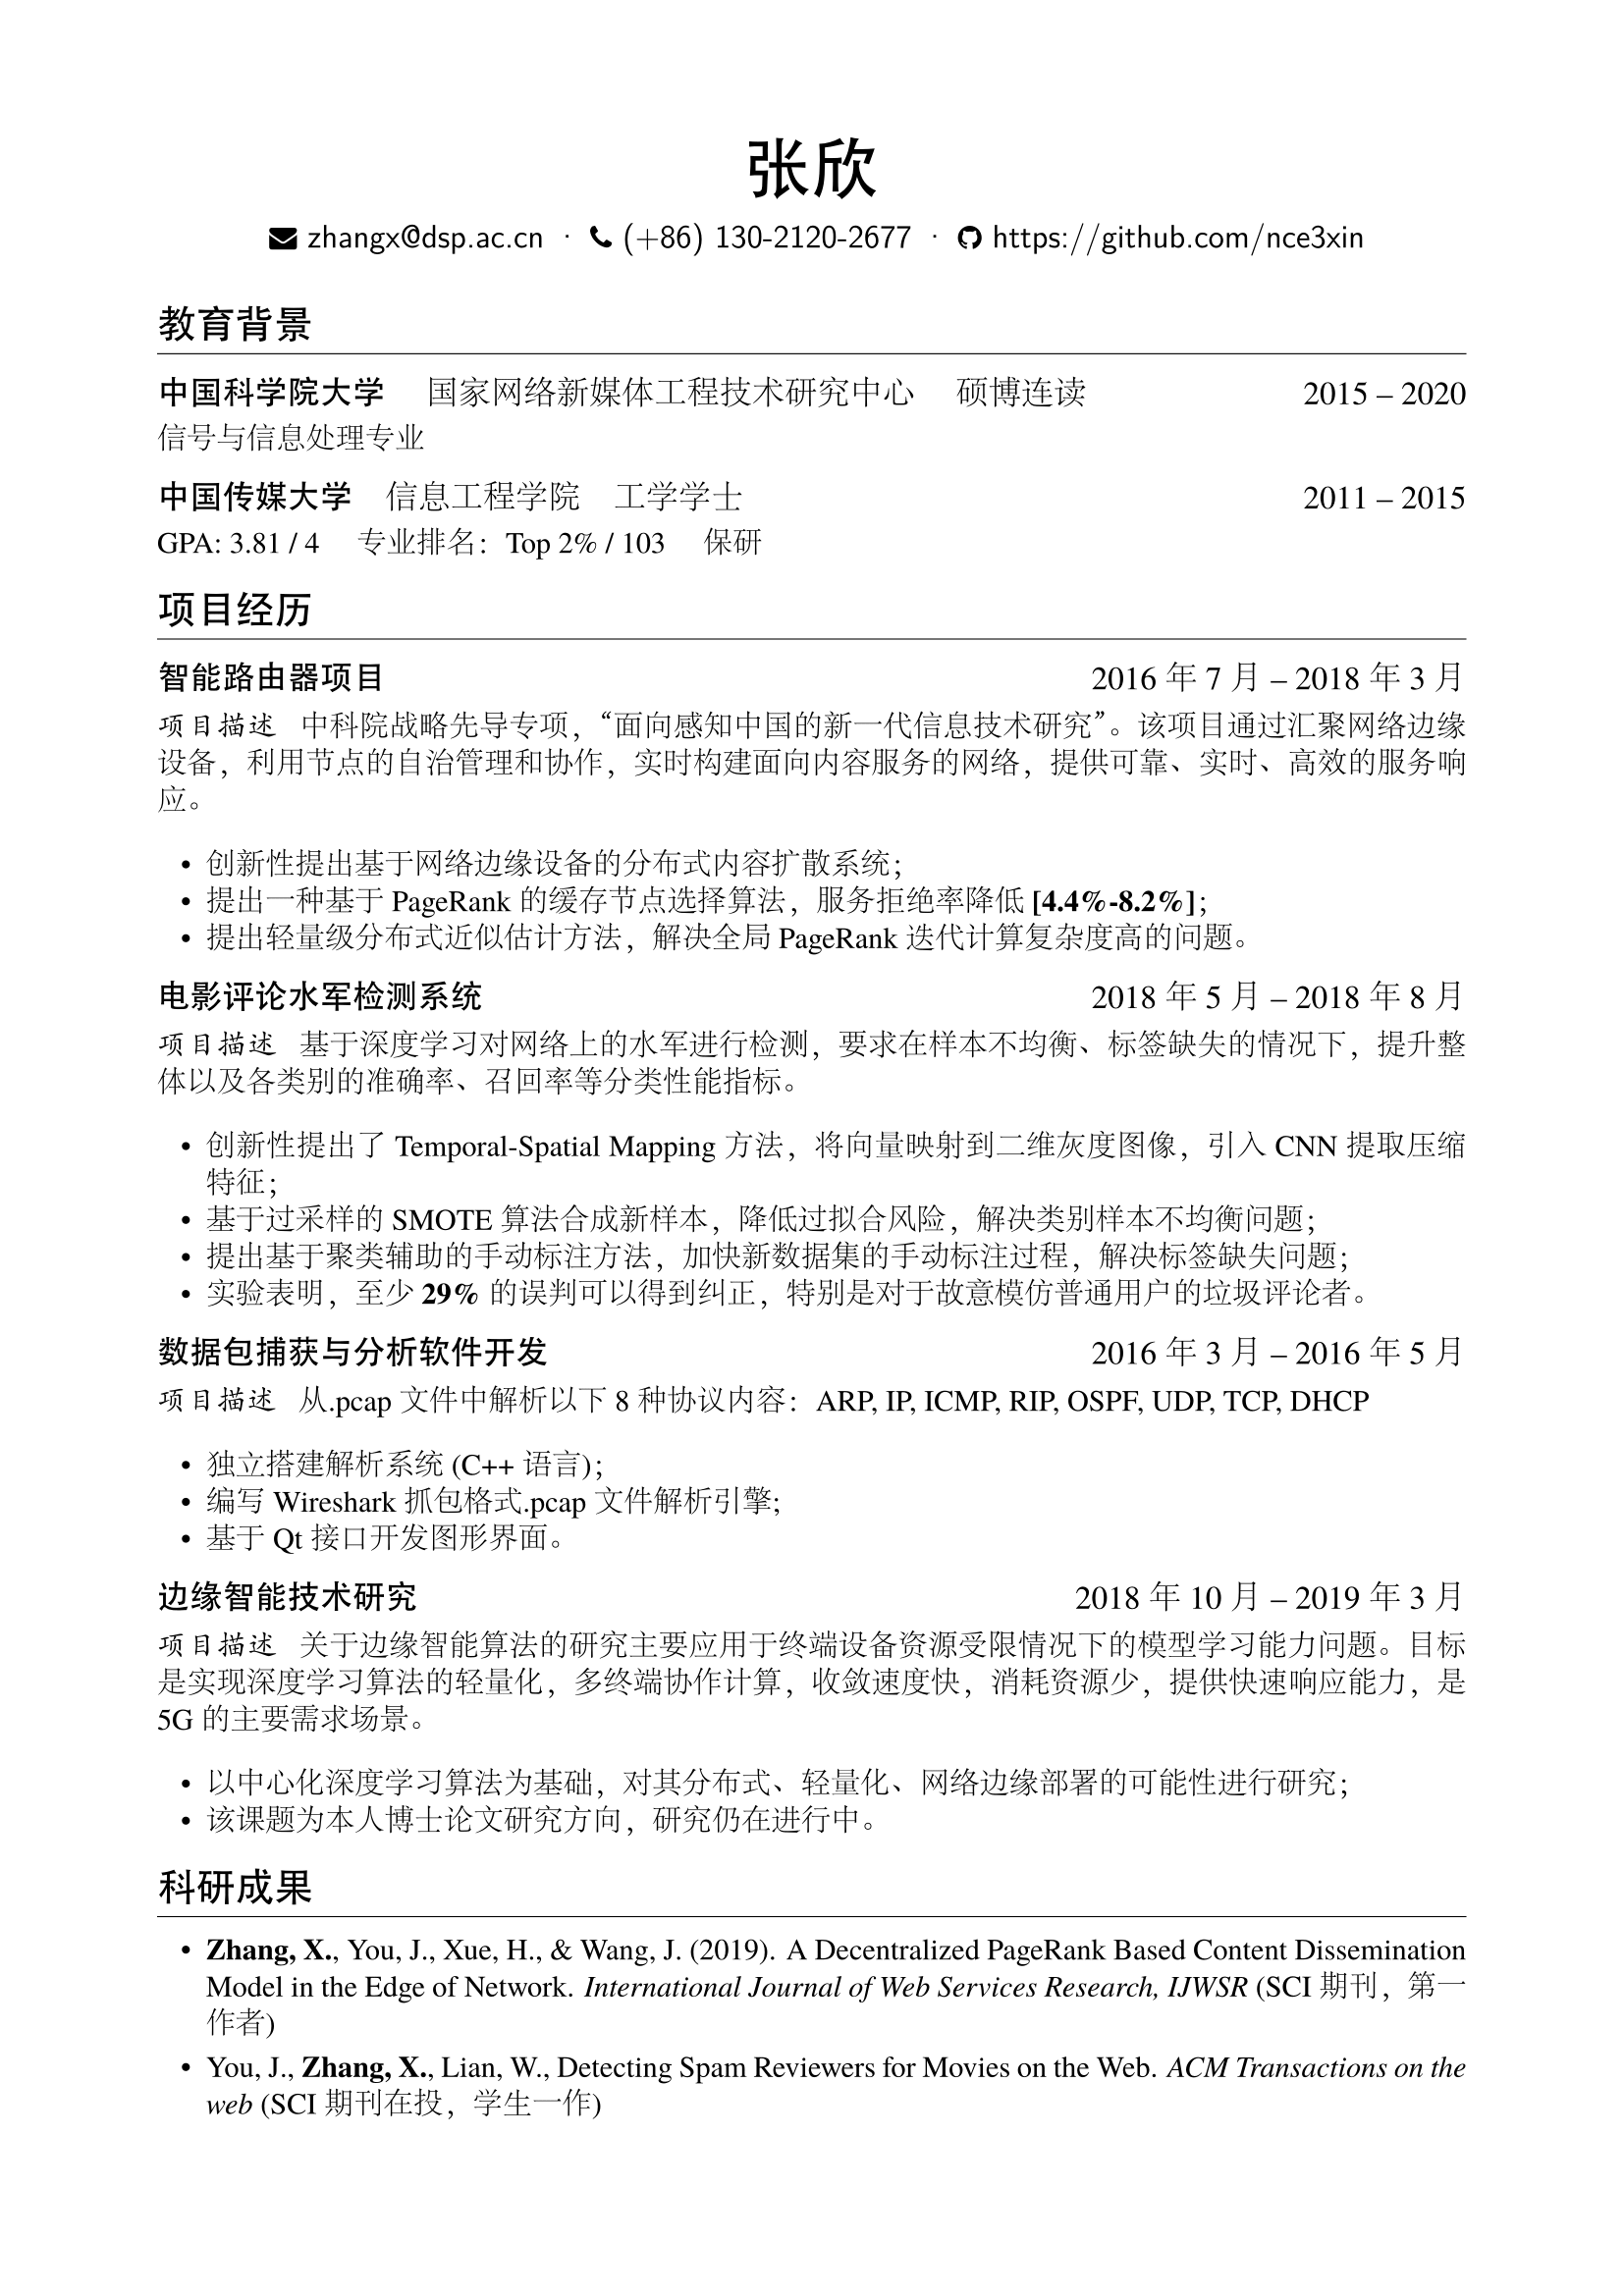 张欣
zhangx@dsp.ac.cn · (+86) 130-2120-2677 · https://github.com/nce3xin
教育背景
中国科学院大学 国家网络新媒体工程技术研究中心 硕博连读 2015 – 2020
信号与信息处理专业
中国传媒大学 信息工程学院 工学学士 2011 – 2015
GPA: 3.81 / 4 专业排名：Top 2% / 103 保研
项目经历
智能路由器项目 2016 年 7 月 – 2018 年 3 月
项目描述 中科院战略先导专项，“面向感知中国的新一代信息技术研究”。该项目通过汇聚网络边缘
设备，利用节点的自治管理和协作，实时构建面向内容服务的网络，提供可靠、实时、高效的服务响
应。
• 创新性提出基于网络边缘设备的分布式内容扩散系统；
• 提出一种基于 PageRank 的缓存节点选择算法，服务拒绝率降低 [4.4%-8.2%]；
• 提出轻量级分布式近似估计方法，解决全局 PageRank 迭代计算复杂度高的问题。
电影评论水军检测系统 2018 年 5 月 – 2018 年 8 月
项目描述 基于深度学习对网络上的水军进行检测，要求在样本不均衡、标签缺失的情况下，提升整
体以及各类别的准确率、召回率等分类性能指标。
• 创新性提出了 Temporal-Spatial Mapping 方法，将向量映射到二维灰度图像，引入 CNN 提取压缩
特征；
• 基于过采样的 SMOTE 算法合成新样本，降低过拟合风险，解决类别样本不均衡问题；
• 提出基于聚类辅助的手动标注方法，加快新数据集的手动标注过程，解决标签缺失问题；
• 实验表明，至少 29% 的误判可以得到纠正，特别是对于故意模仿普通用户的垃圾评论者。
数据包捕获与分析软件开发 2016 年 3 月 – 2016 年 5 月
项目描述 从.pcap 文件中解析以下 8 种协议内容：ARP, IP, ICMP, RIP, OSPF, UDP, TCP, DHCP
• 独立搭建解析系统 (C++ 语言)；
• 编写 Wireshark 抓包格式.pcap 文件解析引擎;
• 基于 Qt 接口开发图形界面。
边缘智能技术研究 2018 年 10 月 – 2019 年 3 月
项目描述 关于边缘智能算法的研究主要应用于终端设备资源受限情况下的模型学习能力问题。目标
是实现深度学习算法的轻量化，多终端协作计算，收敛速度快，消耗资源少，提供快速响应能力，是
5G 的主要需求场景。
• 以中心化深度学习算法为基础，对其分布式、轻量化、网络边缘部署的可能性进行研究；
• 该课题为本人博士论文研究方向，研究仍在进行中。
科研成果
• Zhang, X., You, J., Xue, H., & Wang, J. (2019). A Decentralized PageRank Based Content Dissemination
Model in the Edge of Network. International Journal of Web Services Research, IJWSR (SCI 期刊，第一
作者)
• You, J., Zhang, X., Lian, W., Detecting Spam Reviewers for Movies on the Web. ACM Transactions on the
web (SCI 期刊在投，学生一作)